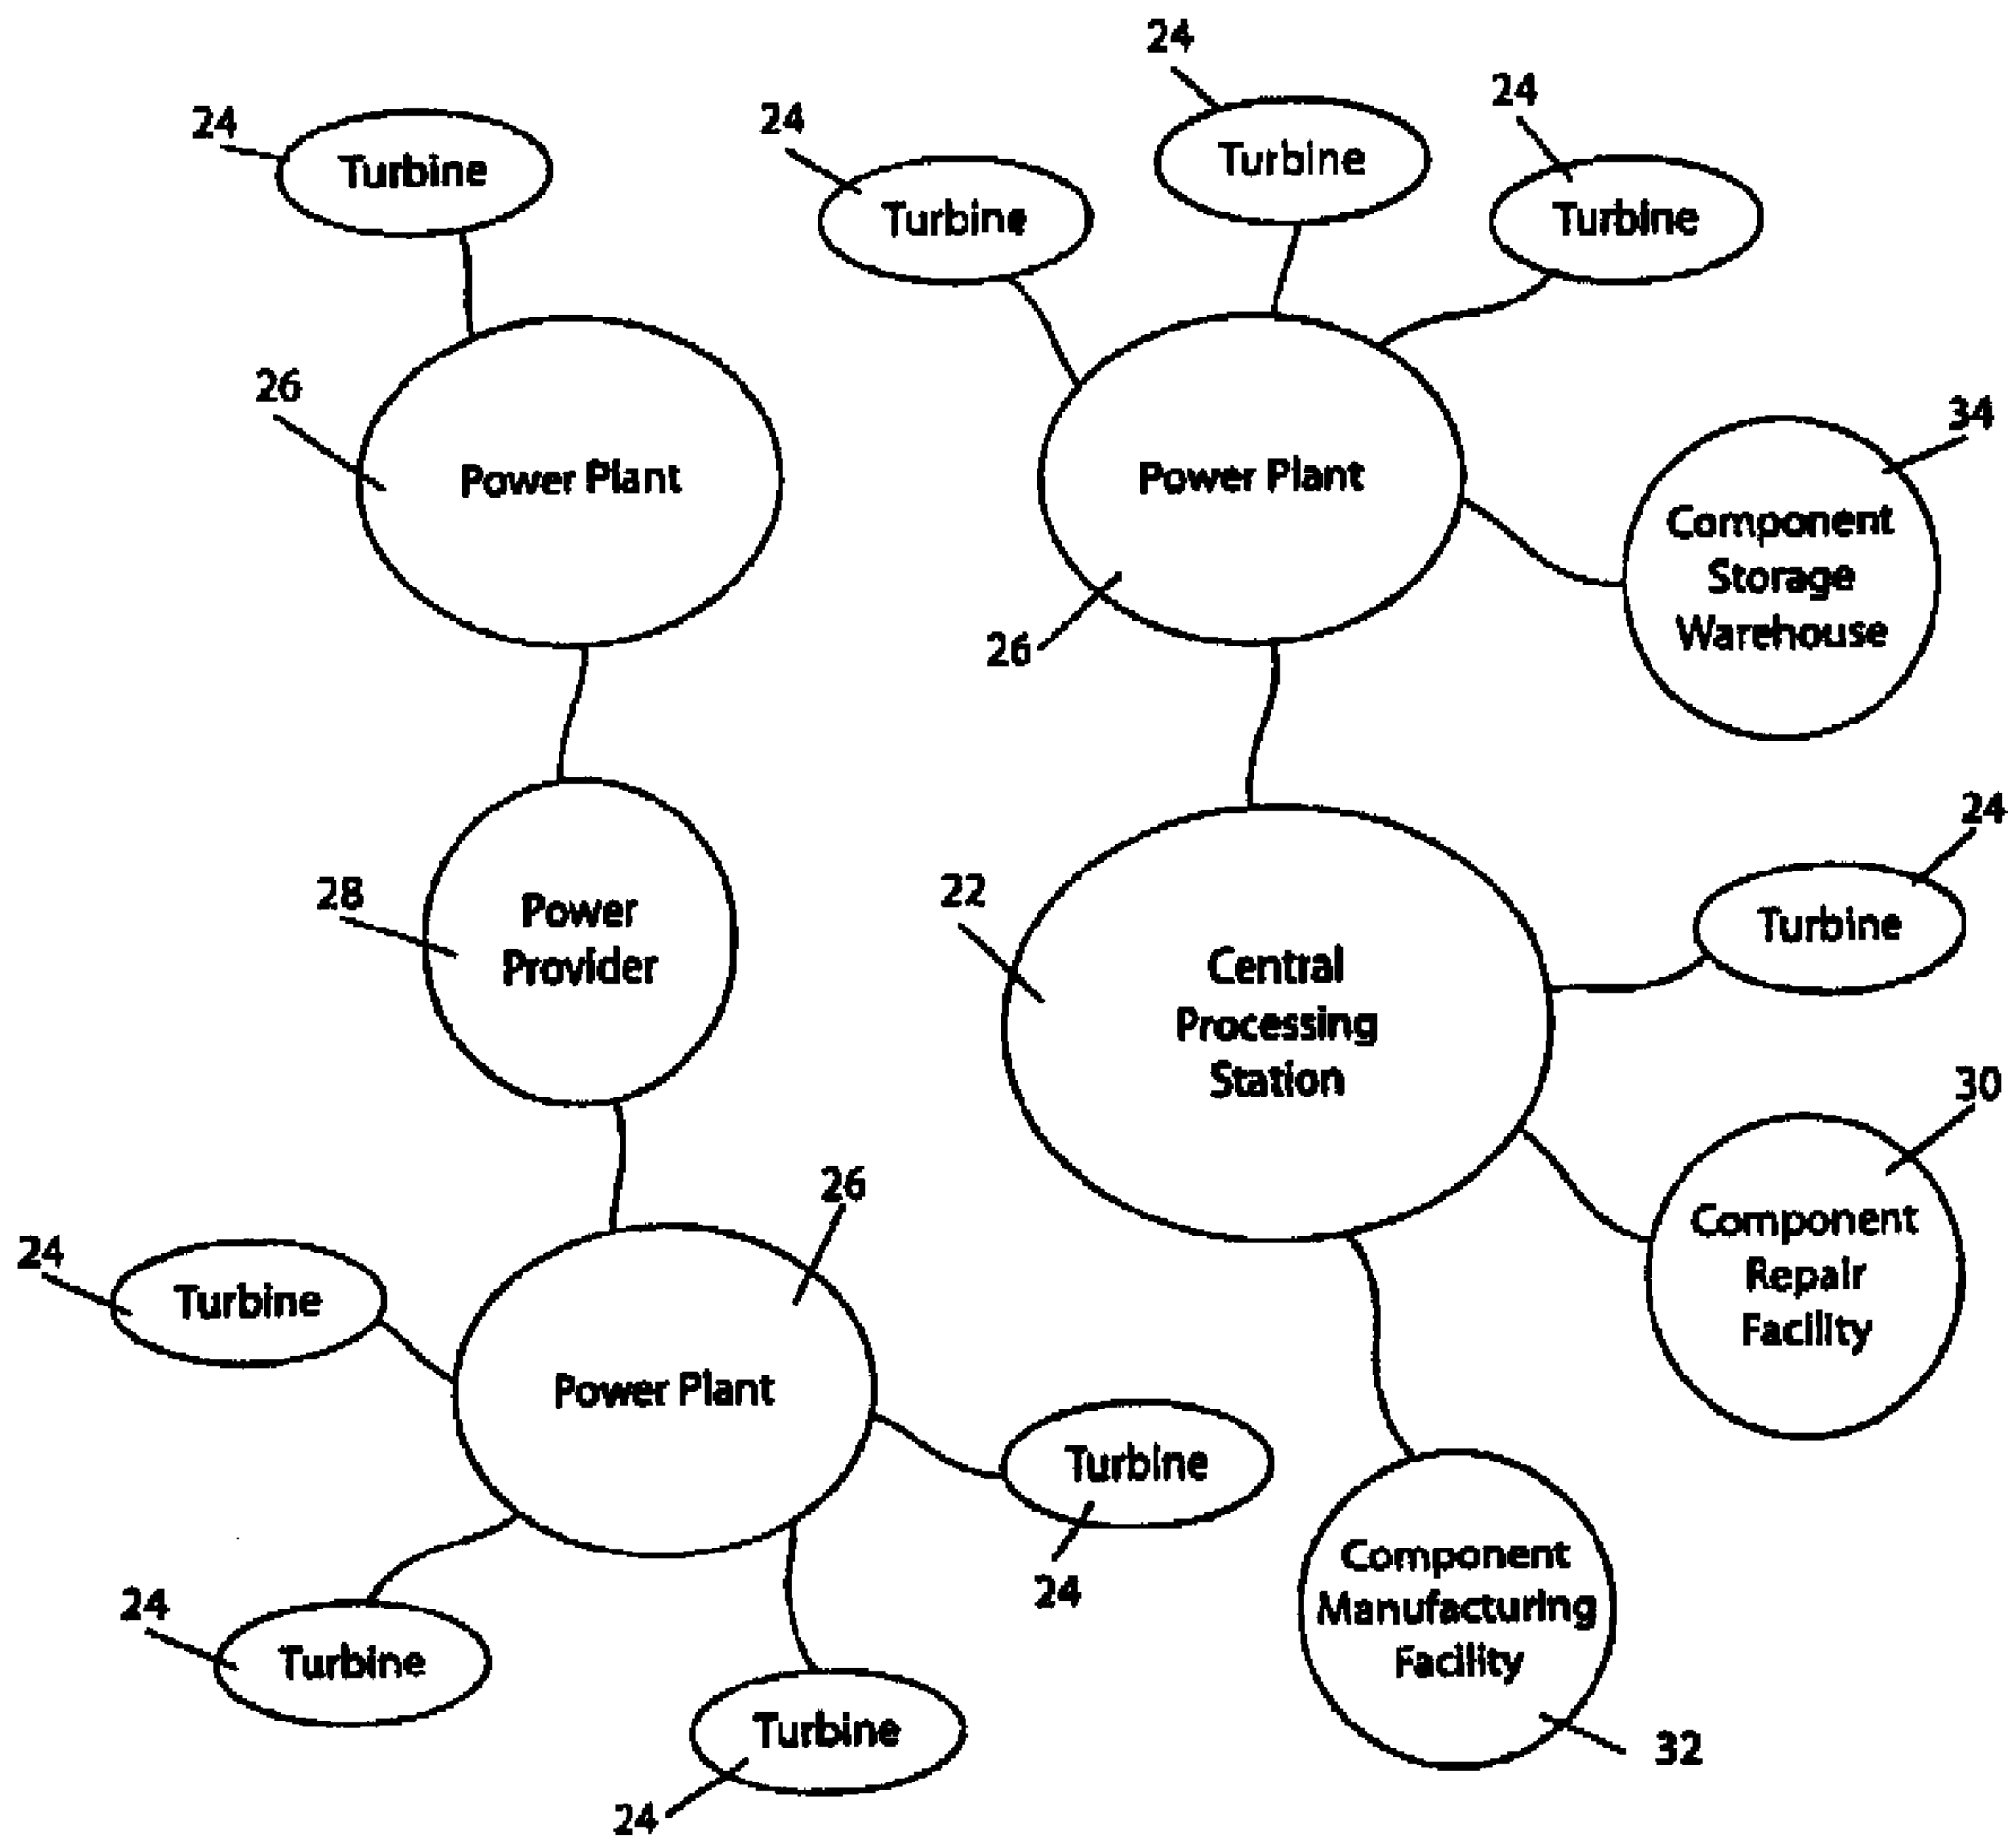 24
Turbine
24
Turbine
24
Turbine
24
Turbine
26
Power Plant
Power Plant
26
34
Component
Storage
Warehouse
28
Power
Provider
22
Central
Processing
Station
24
Turbine
30
Component
Repair
Facility
26
Power Plant
24
Turbine
Turbine
24
24
Turbine
Turbine
24
Component
Manufacturing
Facility
32